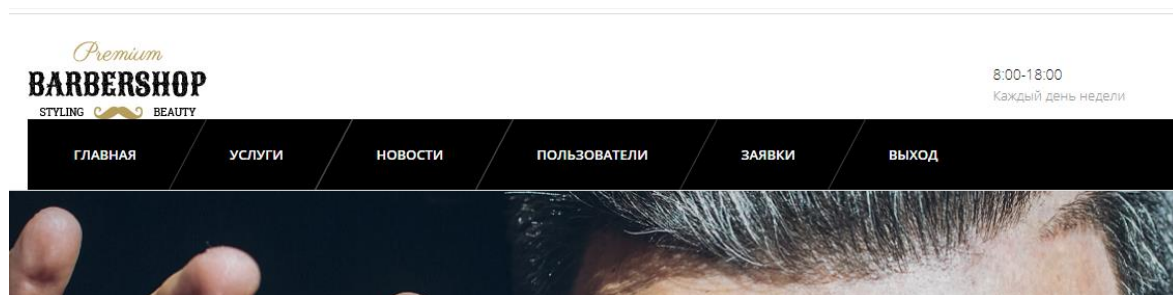 Premium
BARBERSHOP
STYLING BEAUTY
8:00-18:00
Каждый день недели
ГЛАВНАЯ УСЛУГИ НОВОСТИ ПОЛЬЗОВАТЕЛИ ЗАЯВКИ ВЫХОД